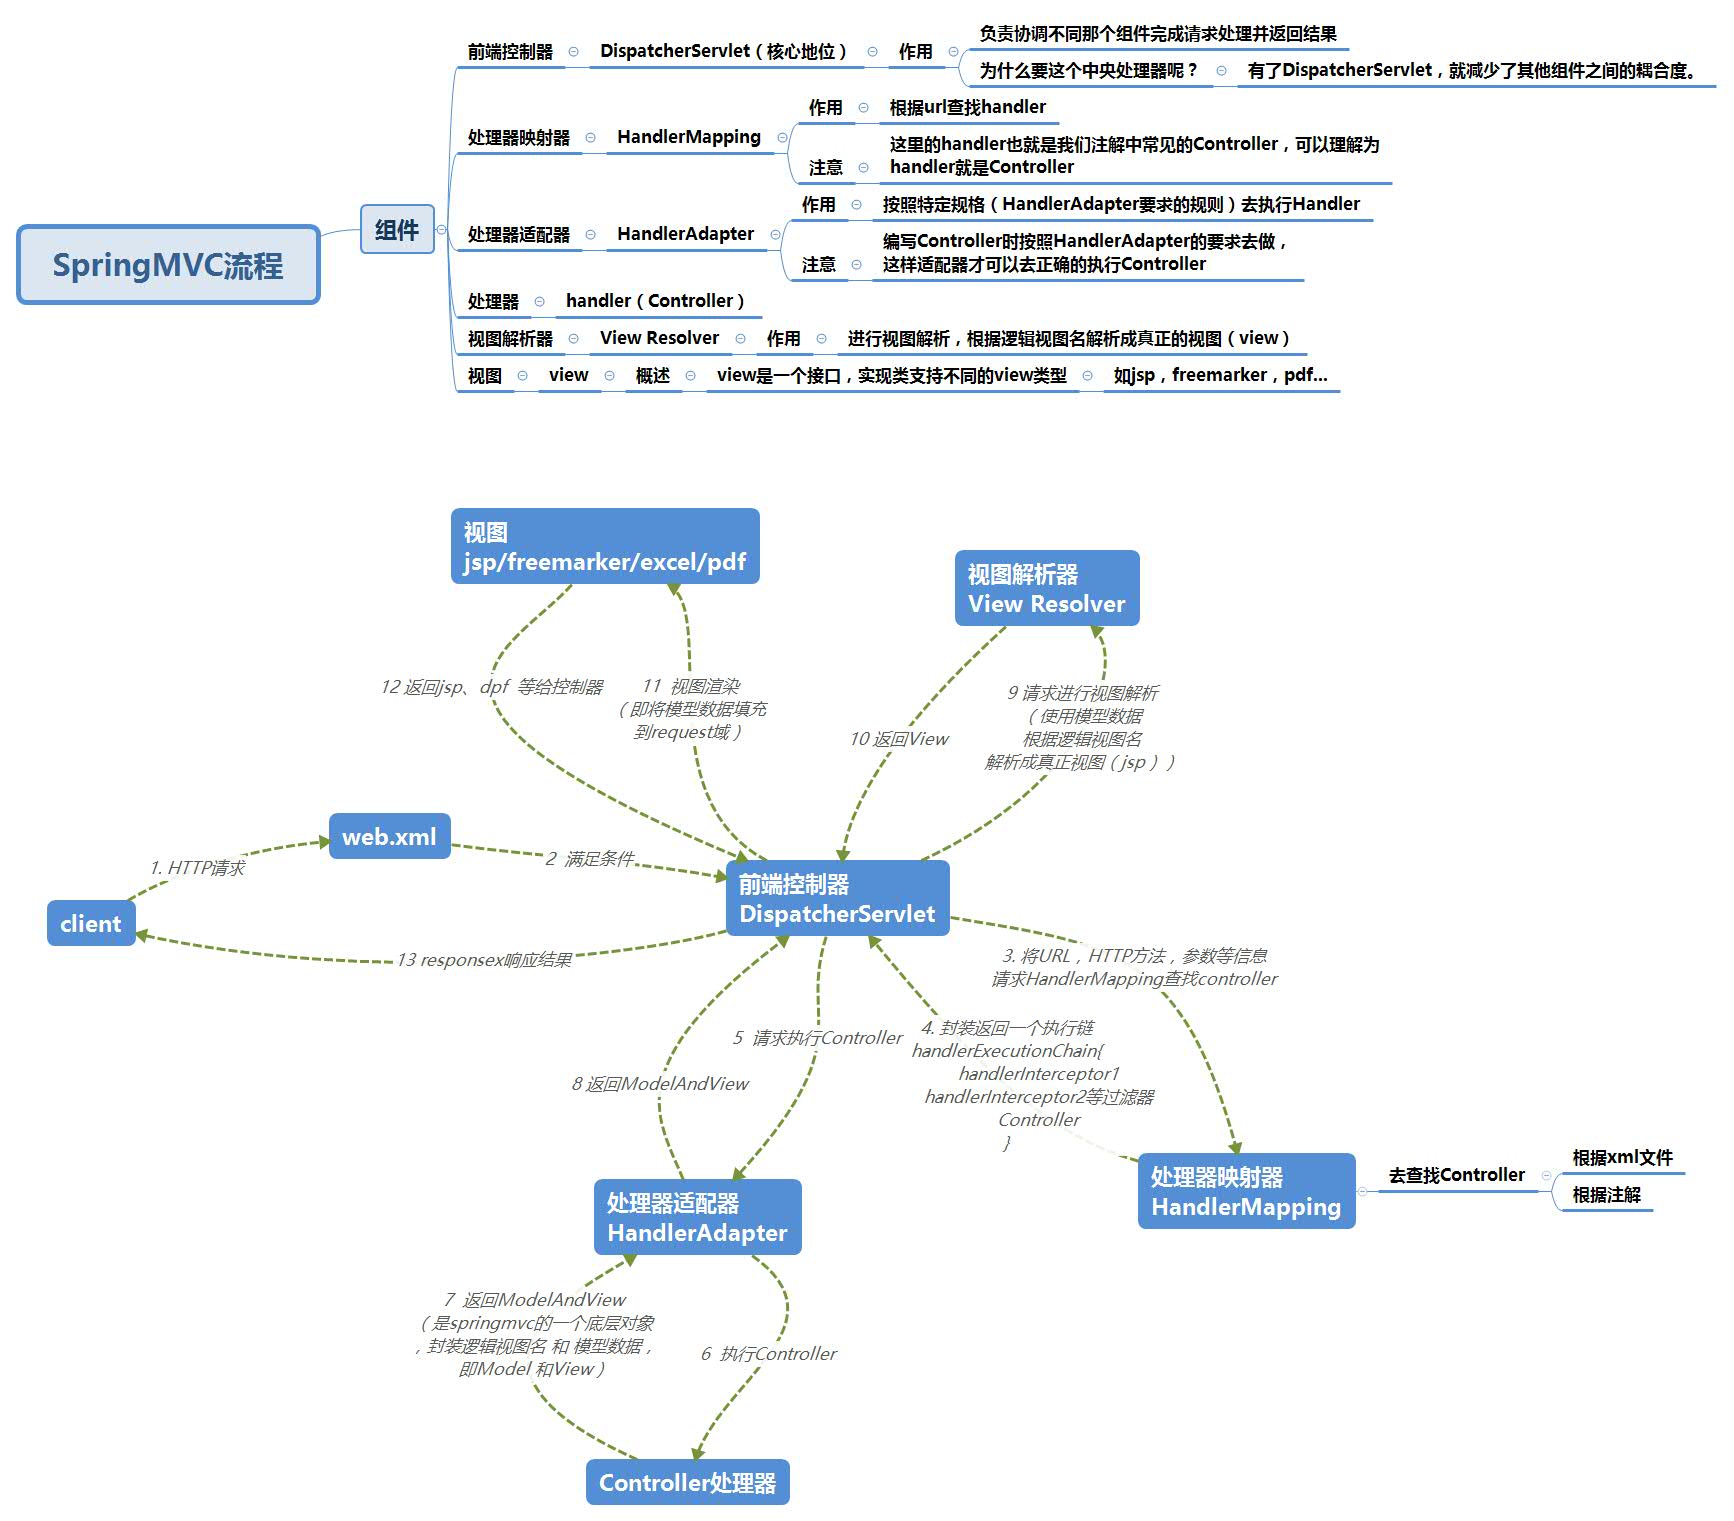 SpringMVC流程
组件
前端控制器
DispatcherServlet（核心地位）
作用
负责协调不同那个组件完成请求处理并返回结果
为什么要这个中央处理器呢？
有了DispatcherServlet，就减少了其他组件之间的耦合度。
处理器映射器
HandlerMapping
作用
根据url查找handler
注意
这里的handler也就是我们注解中常见的Controller，可以理解为
handler就是Controller
处理器适配器
HandlerAdapter
作用
按照特定规格（HandlerAdapter要求的规则）去执行Handler
注意
编写Controller时按照HandlerAdapter的要求去做，
这样适配器才可以去正确的执行Controller
处理器
handler（Controller）
视图解析器
View Resolver
作用
进行视图解析，根据逻辑视图名解析成真正的视图（view）
视图
view
概述
view是一个接口，实现类支持不同的view类型
如jsp，freemarker，pdf...
视图
jsp/freemarker/excel/pdf
视图解析器
View Resolver
12 返回jsp、dpf 等给控制器
11 视图渲染
（即将模型数据填充
到request域）
10 返回View
9 请求进行视图解析
（使用模型数据
根据逻辑视图名
解析成真正视图（jsp））
web.xml
1. HTTP请求
2 满足条件
client
前端控制器
DispatcherServlet
13 responsex响应结果
3. 将URL，HTTP方法，参数等信息
请求HandlerMapping查找controller
5 请求执行Controller
4. 封装返回一个执行链
handlerExecutionChain{
handlerInterceptor1
handlerInterceptor2等过滤器
Controller
}
8 返回ModelAndView
处理器适配器
HandlerAdapter
处理器映射器
HandlerMapping
去查找Controller
根据xml文件
根据注解
7 返回ModelAndView
（是springmvc的一个底层对象
，封装逻辑视图名 和 模型数据，
即Model 和View）
6 执行Controller
Controller处理器